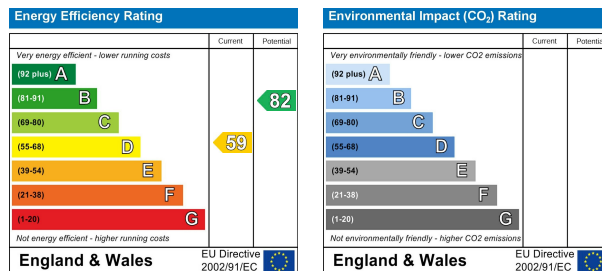 Energy Efficiency Rating
Current Potential
Very energy efficient - lower running costs
(92 plus) A
(81-91) B
82
(69-80) C
(55-68) D
59
(39-54) E
(21-38) F
(1-20) G
Not energy efficient - higher running costs
England & Wales
EU Directive
2002/91/EC
Environmental Impact (CO₂) Rating
Current Potential
Very environmentally friendly - lower CO2 emissions
(92 plus) A
(81-91) B
(69-80) C
(55-68) D
(39-54) E
(21-38) F
(1-20) G
Not environmentally friendly - higher CO2 emissions
England & Wales
EU Directive
2002/91/EC